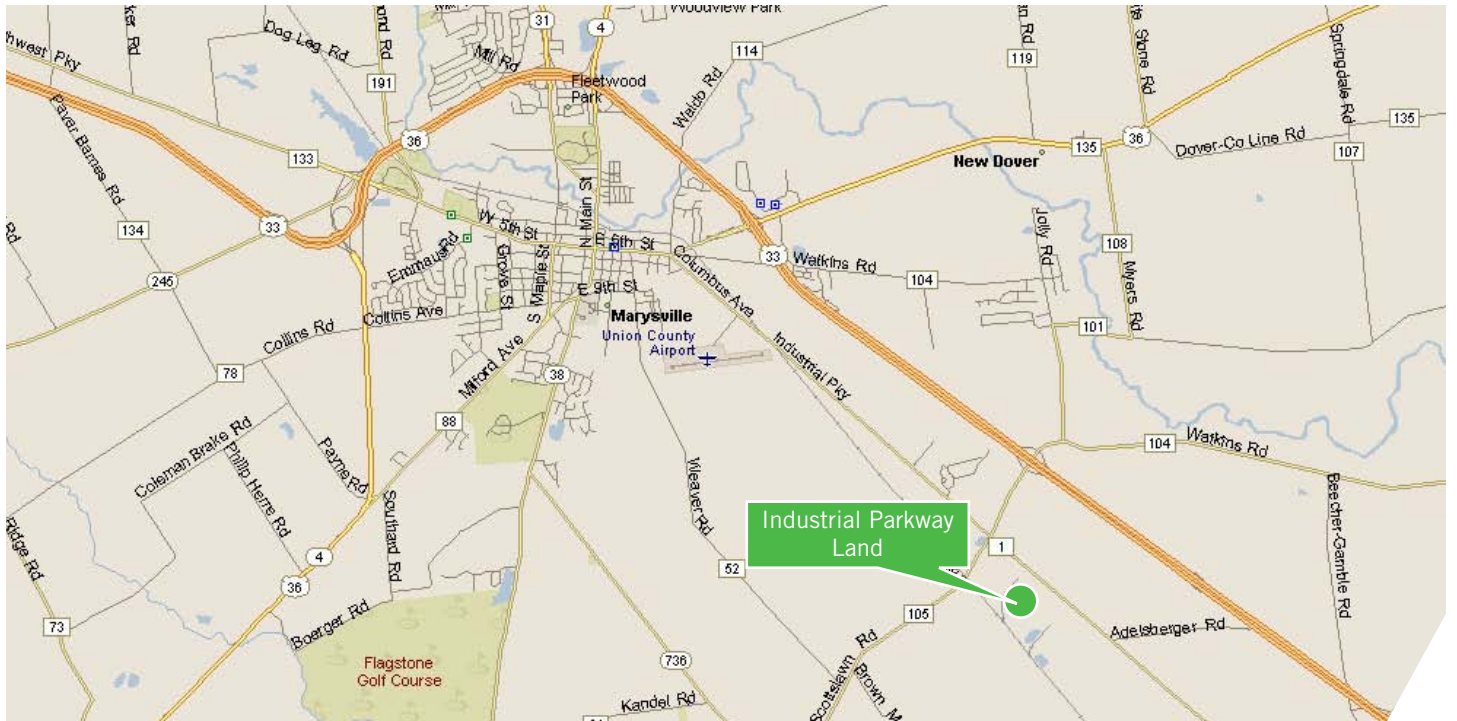 Woodview Park
31
4
Dog Leg Rd
Mill Rd
114
119
Springdale Rd
191
Fleetwood
Park
Waldo Rd
36
135
135
36
Dover-Co Line Rd
107
133
New Dover
Paver Barnes Rd
134
33
W 5th St
N Main St
E 5th St
Columbus Ave
33
Watkins Rd
104
Jolly Rd
108
Myers Rd
245
Emmaus Rd
Grove St
S Maple St
E 9th St
Collins Rd
Collins Ave
Marysville
Union County
Airport
Industrial Pky
101
78
Milford Ave
38
88
Coleman Brake Rd
Philip Herre Rd
Payne Rd
Southard Rd
Weaver Rd
104
Watkins Rd
Beecher-Gamble Rd
Industrial Parkway
Land
1
Ridge Rd
4
36
52
105
73
Boerger Rd
Adelsberger Rd
Flagstone
Golf Course
736
Scottslawn Rd
Kandel Rd